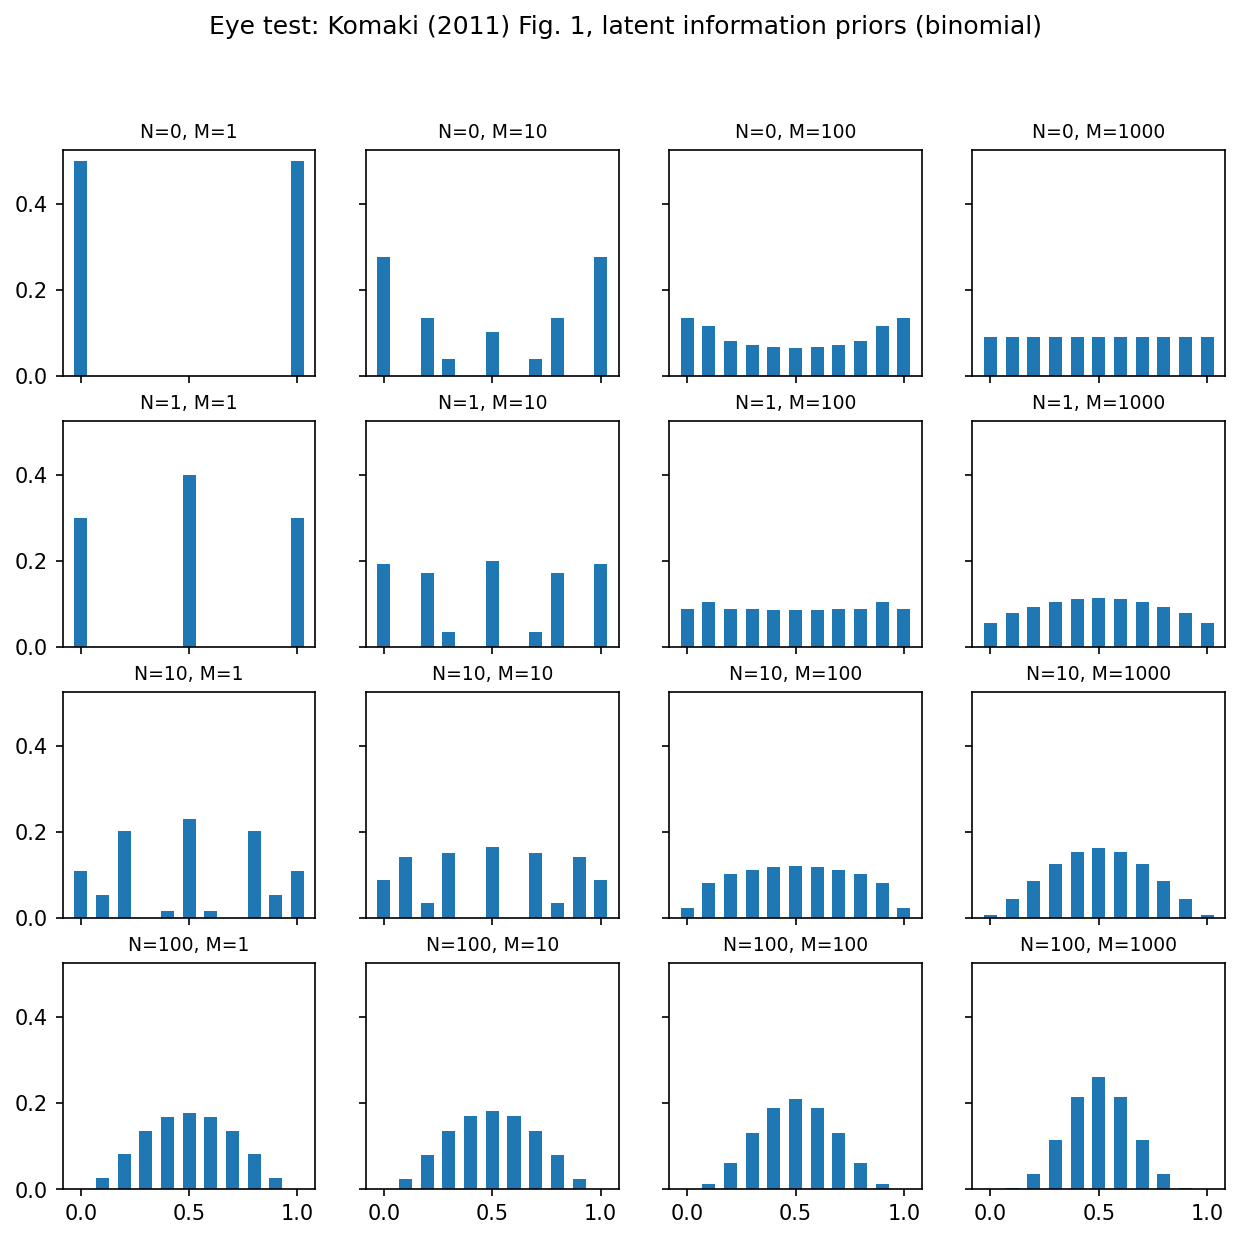 Eye test: Komaki (2011) Fig. 1, latent information priors (binomial)
N=0, M=1
N=0, M=10
N=0, M=100
N=0, M=1000
0.4
0.2
0.0
N=1, M=1
N=1, M=10
N=1, M=100
N=1, M=1000
0.4
0.2
0.0
N=10, M=1
N=10, M=10
N=10, M=100
N=10, M=1000
0.4
0.2
0.0
N=100, M=1
N=100, M=10
N=100, M=100
N=100, M=1000
0.4
0.2
0.0
0.0 0.5 1.0
0.0 0.5 1.0
0.0 0.5 1.0
0.0 0.5 1.0